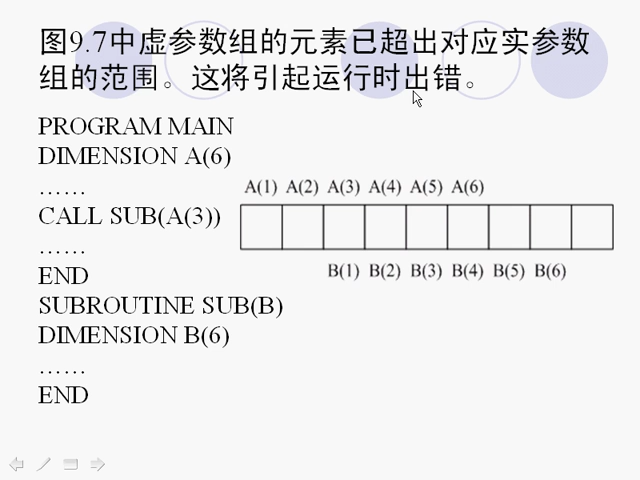 图9.7中虚参数组的元素已超出对应实参数
组的范围。这将引起运行时出错。
PROGRAM MAIN
DIMENSION A(6)
……
CALL SUB(A(3))
……
END
SUBROUTINE SUB(B)
DIMENSION B(6)
……
END
A(1) A(2) A(3) A(4) A(5) A(6)
B(1) B(2) B(3) B(4) B(5) B(6)